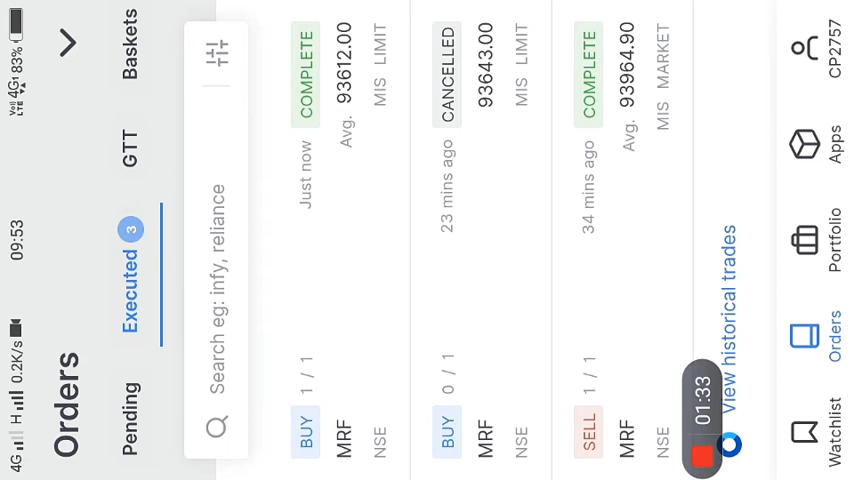 4G H 0.2K/s 09:53 Vo)) LTE 4G1 83%
Orders
Pending Executed 3 GTT Baskets
Search eg: infy, reliance
BUY 1 / 1 Just now COMPLETE
MRF Avg. 93612.00
NSE MIS LIMIT
BUY 0 / 1 23 mins ago CANCELLED
MRF 93643.00
NSE MIS LIMIT
SELL 1 / 1 34 mins ago COMPLETE
MRF Avg. 93964.90
NSE MIS MARKET
01:33
View historical trades
Watchlist Orders Portfolio Apps CP2757